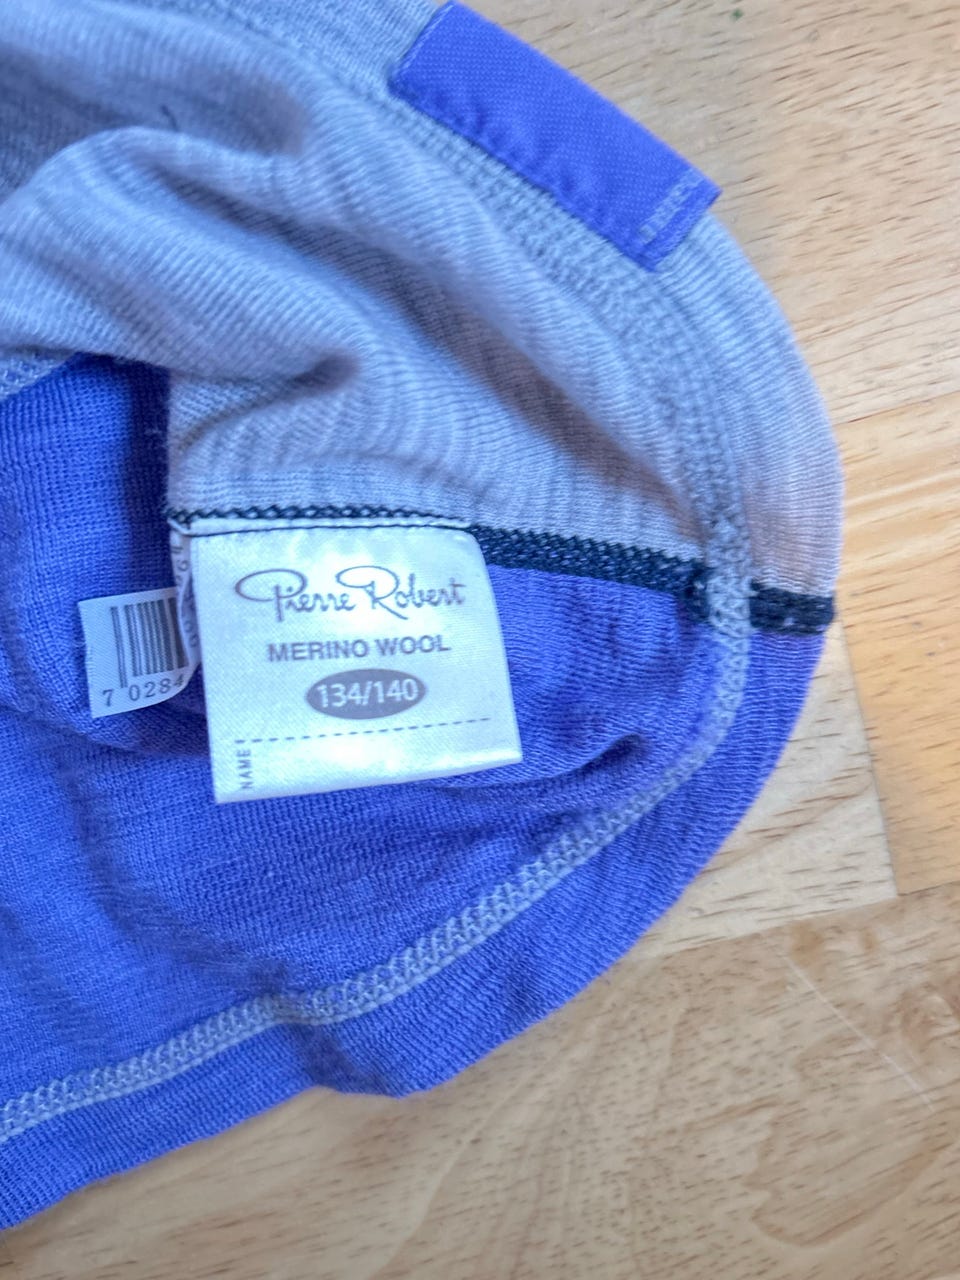 Pierre Robert
MERINO WOOL
134/140
NAME
7 0284